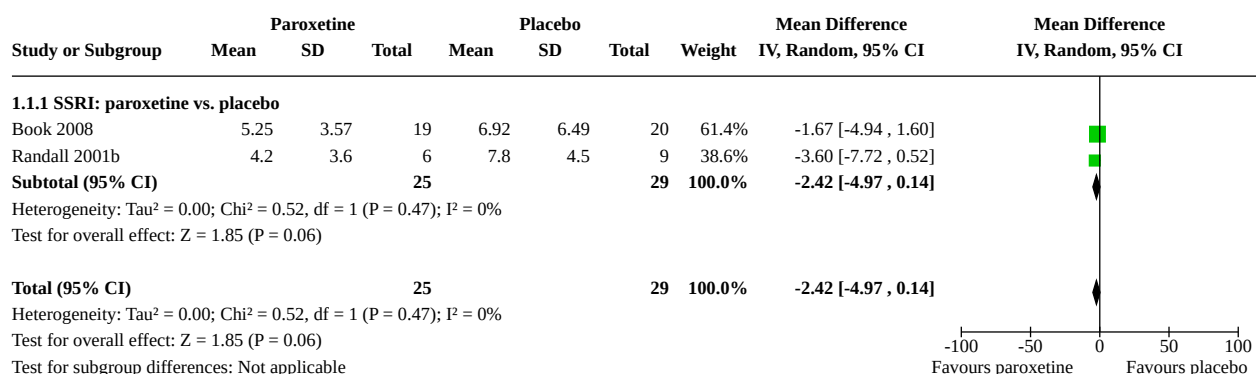 Paroxetine Placebo Mean Difference Mean Difference
Study or Subgroup Mean SD Total Mean SD Total Weight IV, Random, 95% CI IV, Random, 95% CI
1.1.1 SSRI: paroxetine vs. placebo
Book 2008 5.25 3.57 19 6.92 6.49 20 61.4% -1.67 [-4.94 , 1.60]
Randall 2001b 4.2 3.6 6 7.8 4.5 9 38.6% -3.60 [-7.72 , 0.52]
Subtotal (95% CI) 25 29 100.0% -2.42 [-4.97 , 0.14]
Heterogeneity: Tau² = 0.00; Chi² = 0.52, df = 1 (P = 0.47); I² = 0%
Test for overall effect: Z = 1.85 (P = 0.06)
Total (95% CI) 25 29 100.0% -2.42 [-4.97 , 0.14]
Heterogeneity: Tau² = 0.00; Chi² = 0.52, df = 1 (P = 0.47); I² = 0%
Test for overall effect: Z = 1.85 (P = 0.06)
-100 -50 0 50 100
Test for subgroup differences: Not applicable Favours paroxetine Favours placebo